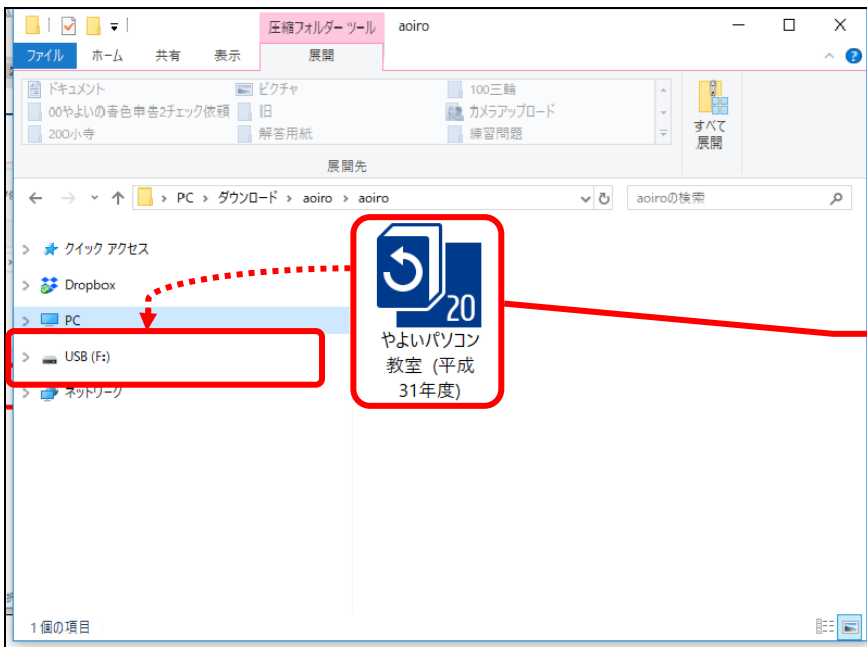 圧縮フォルダー ツール aoiro
ファイル ホーム 共有 表示 展開
ドキュメント ピクチャ 100三輪
00やよいの青色申告2チェック依頼 旧 カメラアップロード
200小寺 解答用紙 練習問題
すべて
展開
展開先
PC › ダウンロード › aoiro › aoiro
aoiroの検索
クイック アクセス
Dropbox
PC
USB (F:)
ネットワーク
20
やよいパソコン
教室 (平成
31年度)
1個の項目